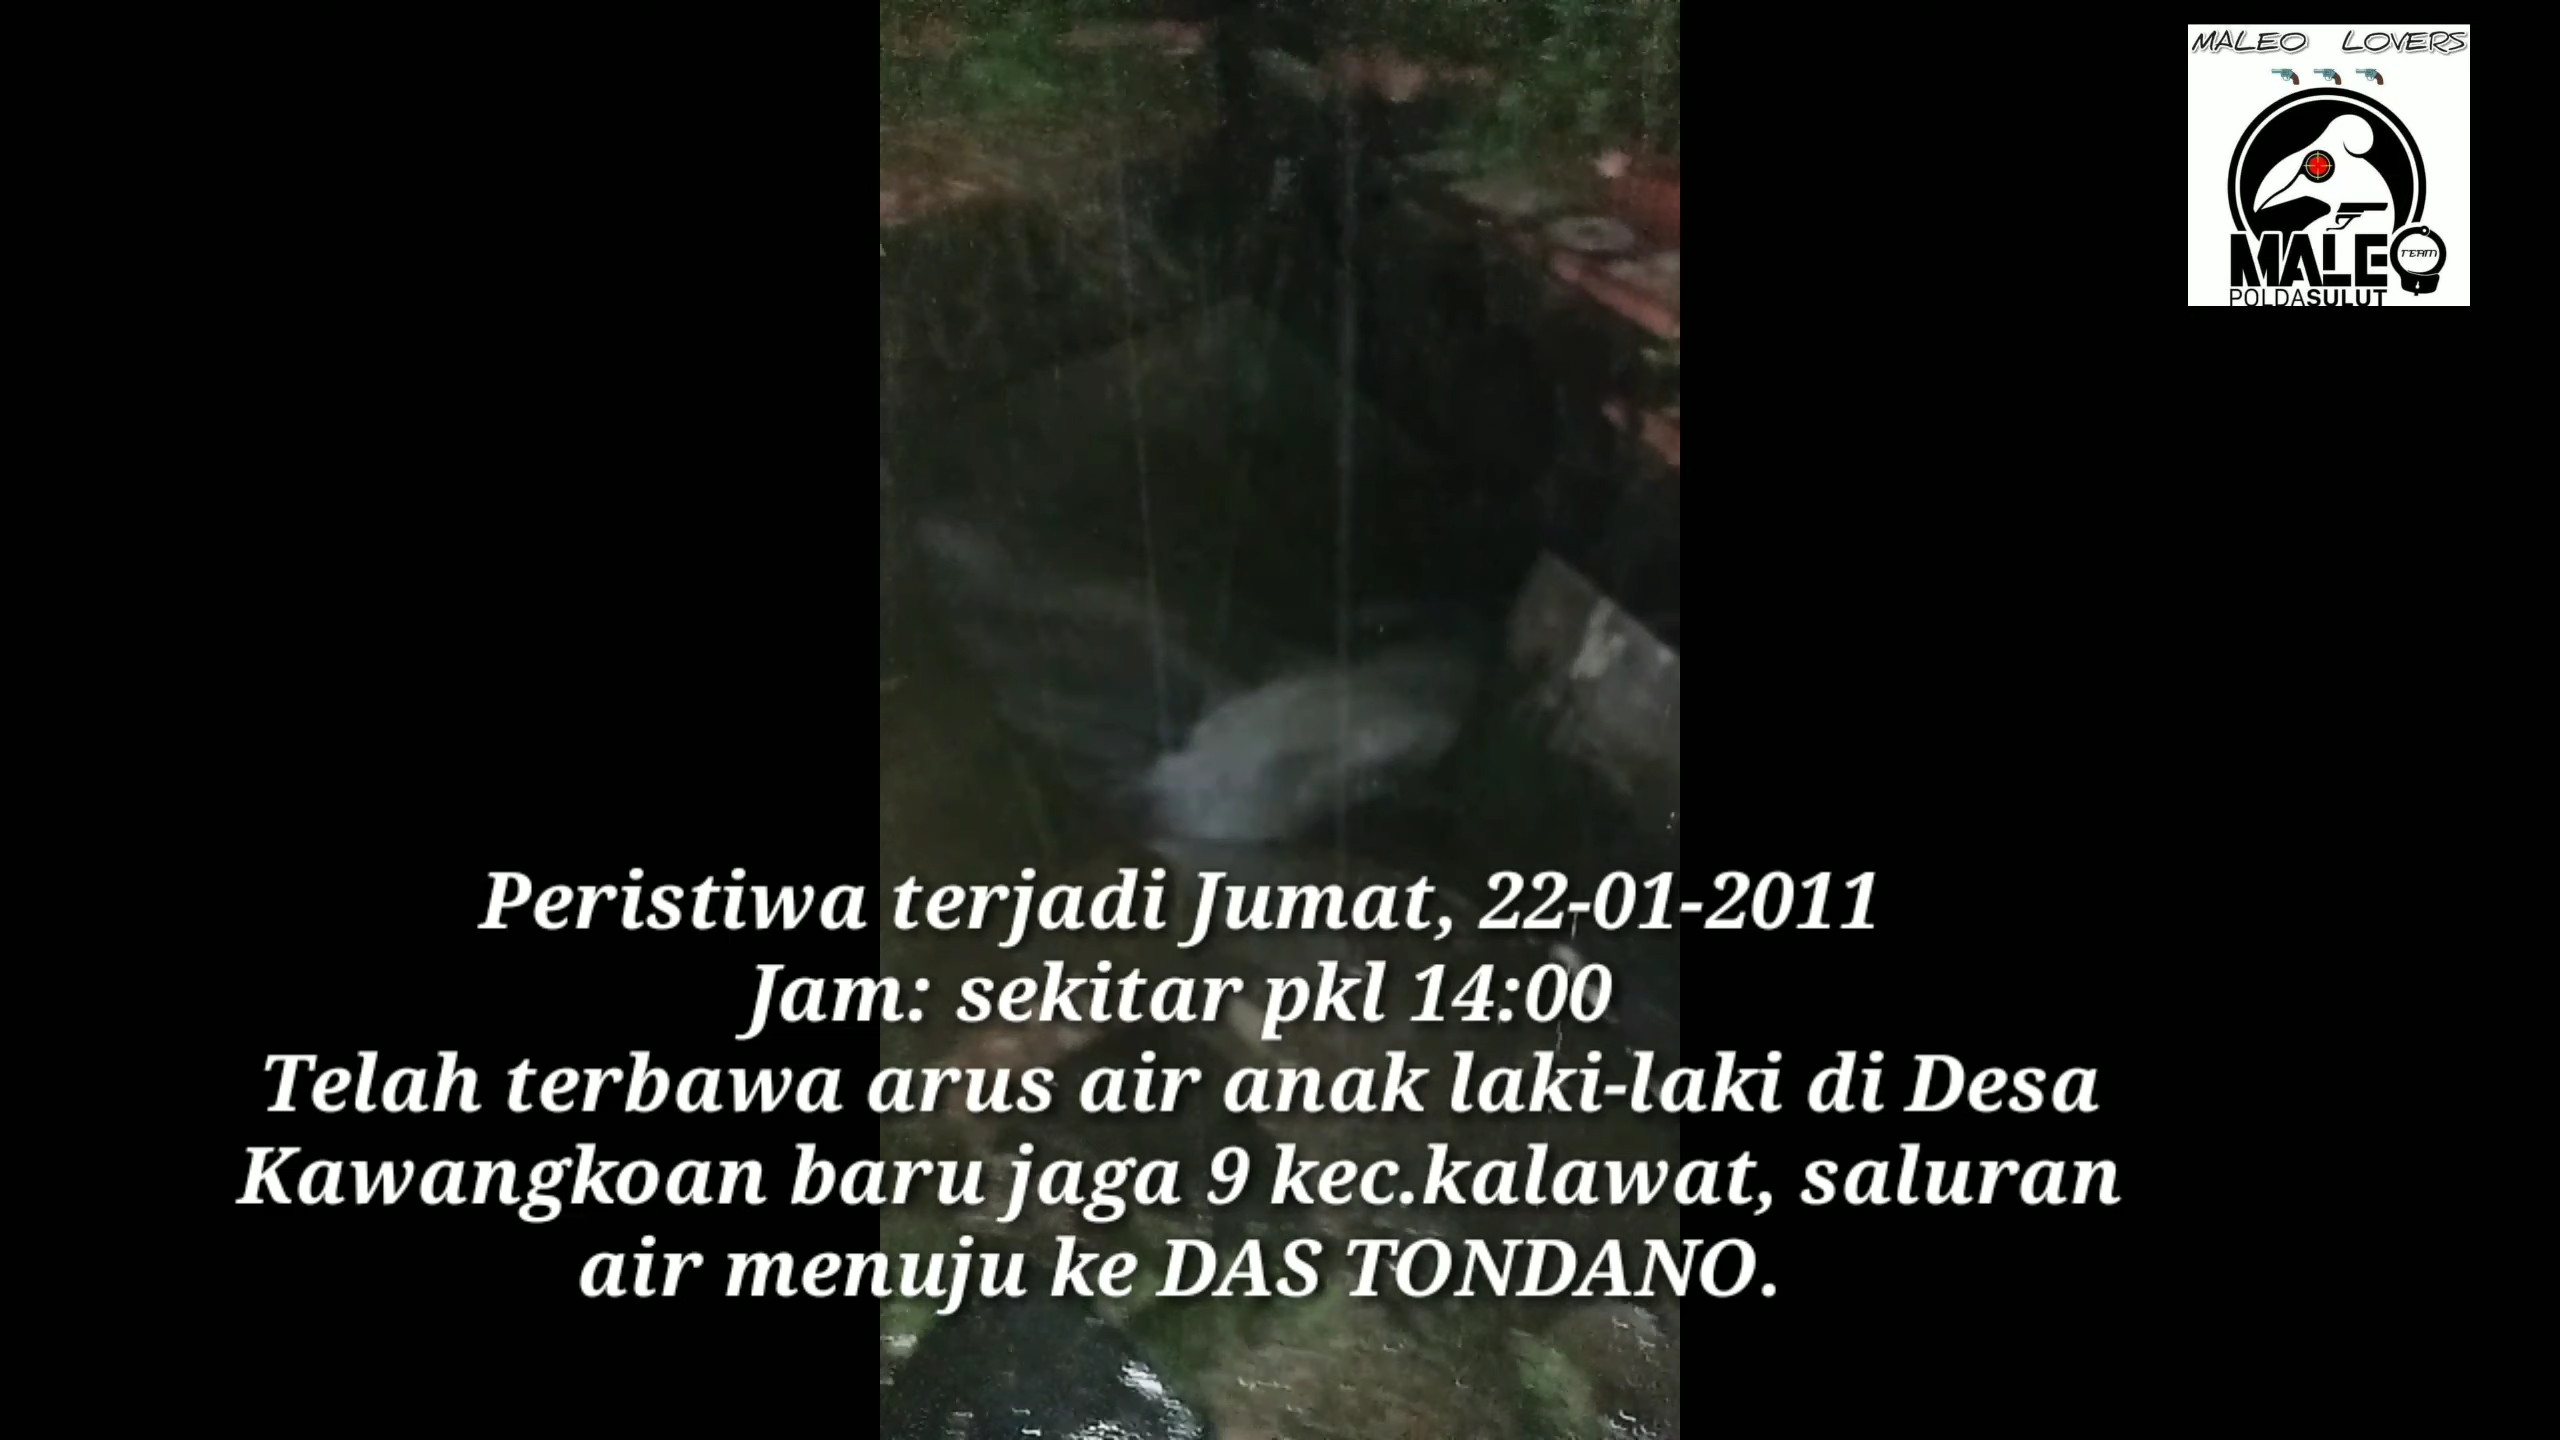 MALEO LOVERS
MALEO
TEAM
POLDASULUT
Peristiwa terjadi Jumat, 22-01-2011
Jam: sekitar pkl 14:00
Telah terbawa arus air anak laki-laki di Desa
Kawangkoan baru jaga 9 kec.kalawat, saluran
air menuju ke DAS TONDANO.